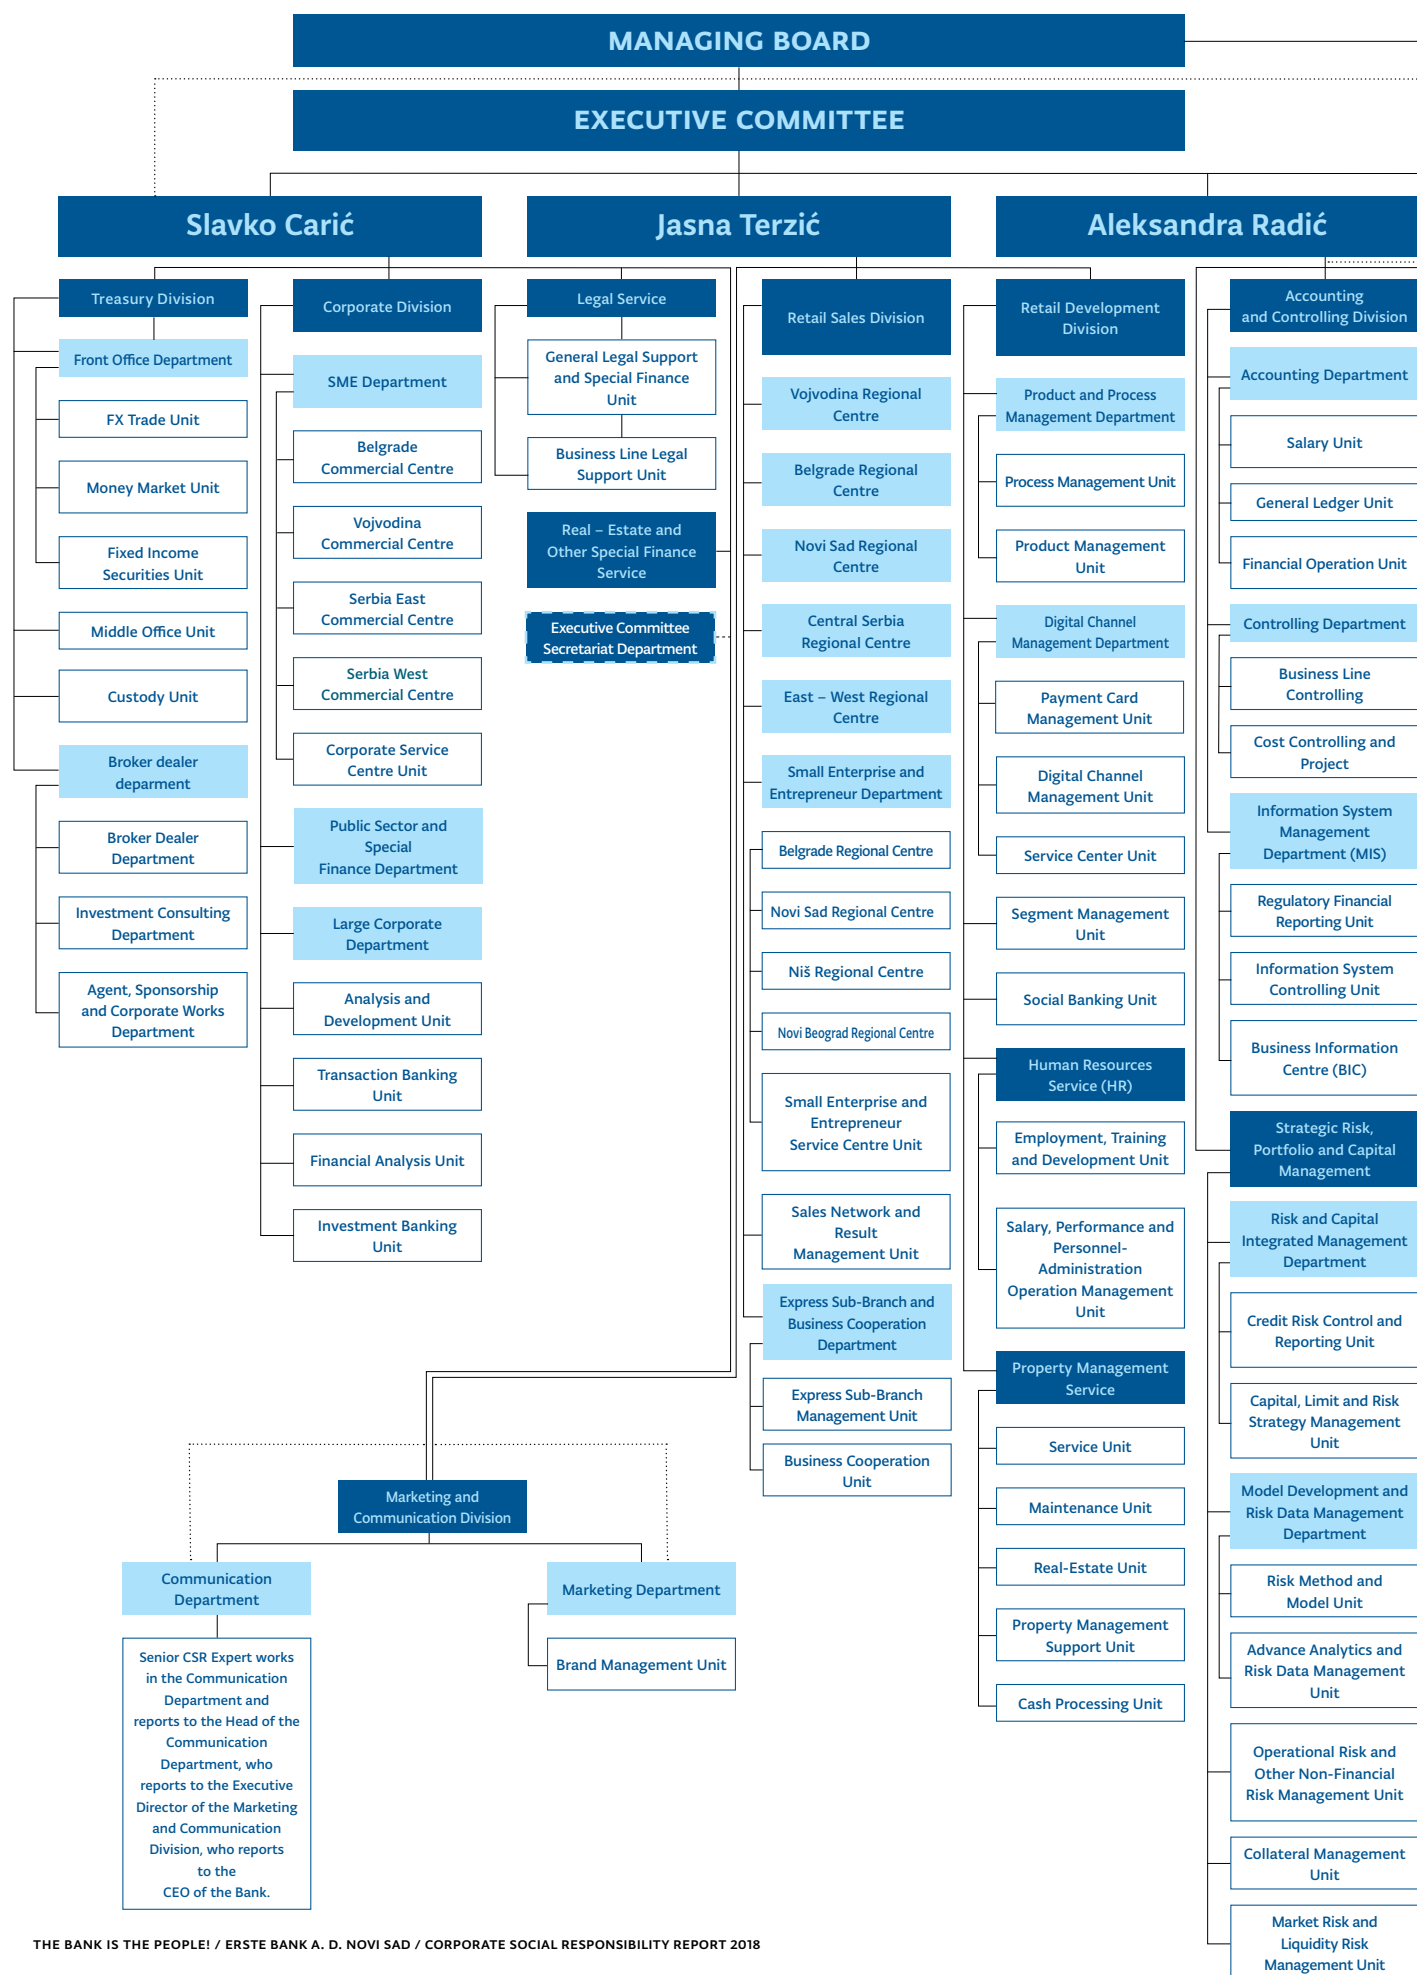 MANAGING BOARD
EXECUTIVE COMMITTEE
Slavko Carić
Treasury Division
Front Office Department
FX Trade Unit
Money Market Unit
Fixed Income
Securities Unit
Middle Office Unit
Custody Unit
Broker dealer
deparment
Broker Dealer
Department
Investment Consulting
Department
Agent, Sponsorship
and Corporate Works
Department
Corporate Division
SME Department
Belgrade
Commercial Centre
Vojvodina
Commercial Centre
Serbia East
Commercial Centre
Serbia West
Commercial Centre
Corporate Service
Centre Unit
Public Sector and
Special
Finance Department
Large Corporate
Department
Analysis and
Development Unit
Transaction Banking
Unit
Financial Analysis Unit
Investment Banking
Unit
Legal Service
General Legal Support
and Special Finance
Unit
Business Line Legal
Support Unit
Real – Estate and
Other Special Finance
Service
Executive Committee
Secretariat Department
Jasna Terzić
Retail Sales Division
Vojvodina Regional
Centre
Belgrade Regional
Centre
Novi Sad Regional
Centre
Central Serbia
Regional Centre
East – West Regional
Centre
Small Enterprise and
Entrepreneur Department
Belgrade Regional Centre
Novi Sad Regional Centre
Niš Regional Centre
Novi Beograd Regional Centre
Small Enterprise and
Entrepreneur
Service Centre Unit
Sales Network and
Result
Management Unit
Express Sub-Branch and
Business Cooperation
Department
Express Sub-Branch
Management Unit
Business Cooperation
Unit
Retail Development
Division
Product and Process
Management Department
Process Management Unit
Product Management
Unit
Digital Channel
Management Department
Payment Card
Management Unit
Digital Channel
Management Unit
Service Center Unit
Segment Management
Unit
Social Banking Unit
Human Resources
Service (HR)
Employment, Training
and Development Unit
Salary, Performance and
Personnel-
Administration
Operation Management
Unit
Property Management
Service
Service Unit
Maintenance Unit
Real-Estate Unit
Property Management
Support Unit
Cash Processing Unit
Aleksandra Radić
Accounting
and Controlling Division
Accounting Department
Salary Unit
General Ledger Unit
Financial Operation Unit
Controlling Department
Business Line
Controlling
Cost Controlling and
Project
Information System
Management
Department (MIS)
Regulatory Financial
Reporting Unit
Information System
Controlling Unit
Business Information
Centre (BIC)
Strategic Risk,
Portfolio and Capital
Management
Risk and Capital
Integrated Management
Department
Credit Risk Control and
Reporting Unit
Capital, Limit and Risk
Strategy Management
Unit
Model Development and
Risk Data Management
Department
Risk Method and
Model Unit
Advance Analytics and
Risk Data Management
Unit
Operational Risk and
Other Non-Financial
Risk Management Unit
Collateral Management
Unit
Market Risk and
Liquidity Risk
Management Unit
Marketing and
Communication Division
Communication
Department
Senior CSR Expert works
in the Communication
Department and
reports to the Head of the
Communication
Department, who
reports to the Executive
Director of the Marketing
and Communication
Division, who reports
to the
CEO of the Bank.
Marketing Department
Brand Management Unit
THE BANK IS THE PEOPLE! / ERSTE BANK A. D. NOVI SAD / CORPORATE SOCIAL RESPONSIBILITY REPORT 2018